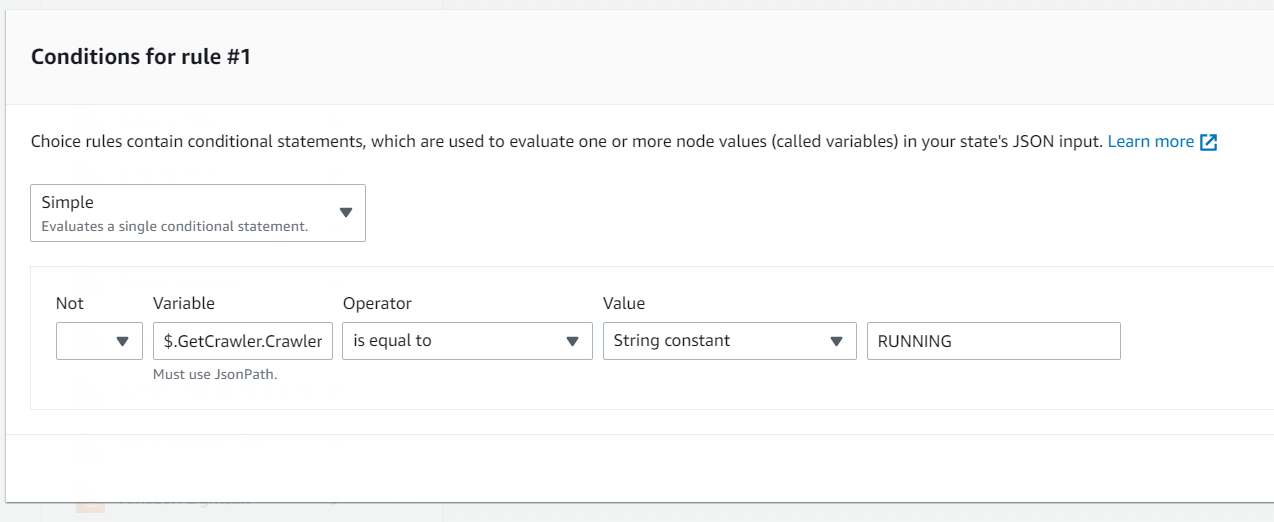 Conditions for rule #1
Choice rules contain conditional statements, which are used to evaluate one or more node values (called variables) in your state's JSON input. Learn more
Simple
Evaluates a single conditional statement.
Not Variable Operator Value
$.GetCrawler.Crawler is equal to String constant RUNNING
Must use JsonPath.